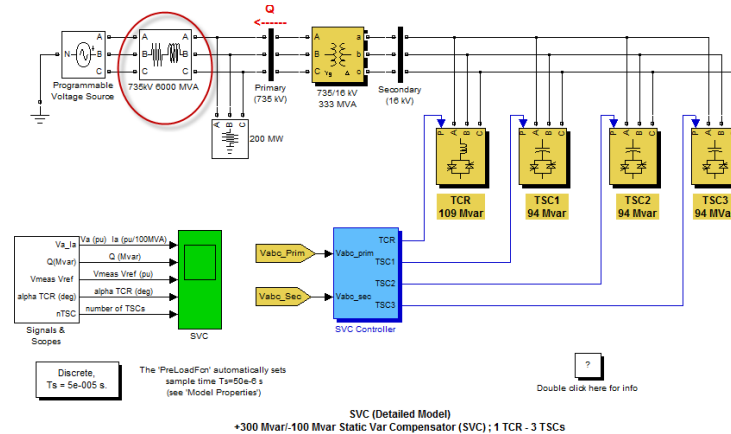 Q
<------
N
A
B
C
Programmable
Voltage Source
A
B
C
A
B
C
735kV 6000 MVA
A B C
200 MW
A
B
C
Primary
(735 kV)
A
B
C
a
b
c
Yg
Δ
735/16 kV
333 MVA
A
B
C
a
b
c
Secondary
(16 kV)
P A B C
TCR
109 Mvar
P A B C
TSC1
94 Mvar
P A B C
TSC2
94 Mvar
P A B C
TSC3
94 MVar
Va_Ia
Q(Mvar)
Vmeas Vref
alpha TCR (deg)
nTSC
Signals &
Scopes
Va (pu) Ia (pu/100MVA)
Q (Mvar)
Vmeas Vref (pu)
alpha TCR (deg)
number of TSCs
SVC
Vabc_Prim
Vabc_Sec
Vabc_prim
Vabc_sec
TCR
TSC1
TSC2
TSC3
SVC Controller
Discrete,
Ts = 5e-005 s.
The 'PreLoadFcn' automatically sets
sample time Ts=50e-6 s
(see 'Model Properties')
?
Double click here for info
SVC (Detailed Model)
+300 Mvar/-100 Mvar Static Var Compensator (SVC) ; 1 TCR - 3 TSCs